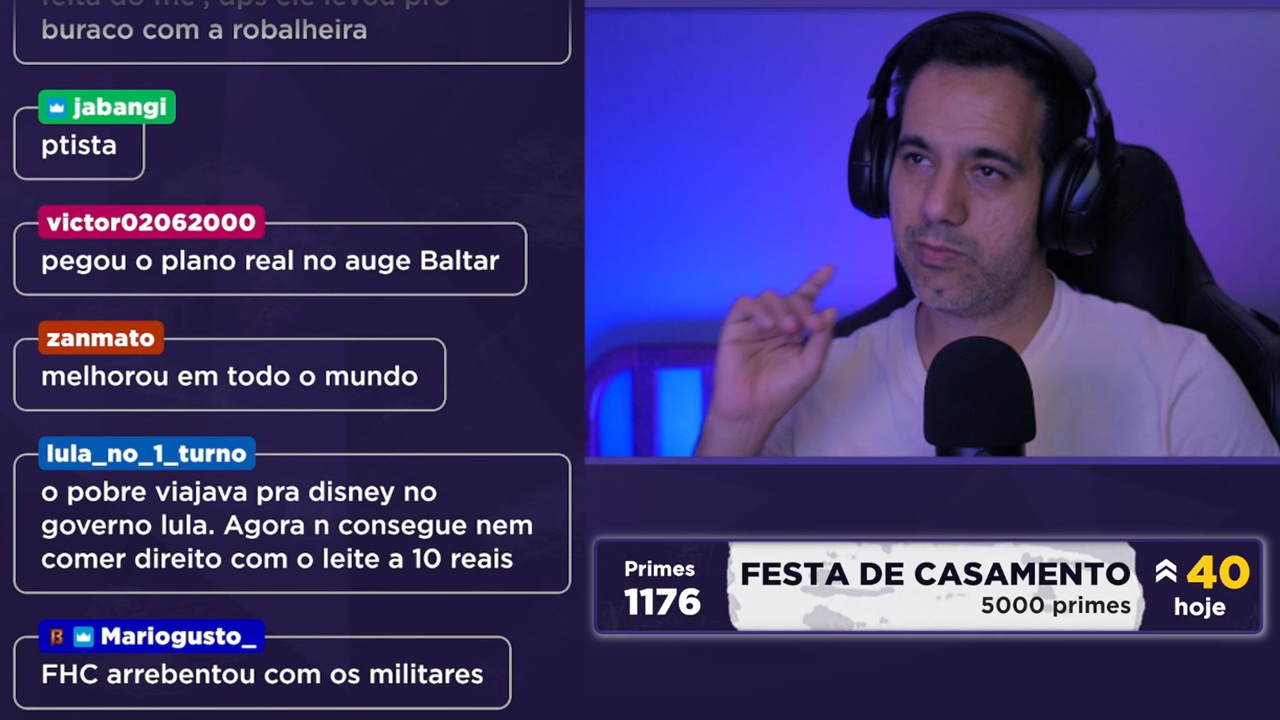 buraco com a robalheira
jabangi
ptista
victor02062000
pegou o plano real no auge Baltar
zanmato
melhorou em todo o mundo
lula_no_1_turno
o pobre viajava pra disney no
governo lula. Agora n consegue nem
comer direito com o leite a 10 reais
Mariogusto_
FHC arrebentou com os militares
Primes
1176
FESTA DE CASAMENTO
5000 primes
40
hoje